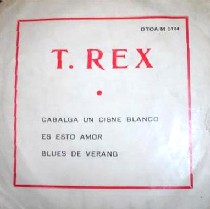 T. REX
CABALGA UN CISNE BLANCO
ES ESTO AMOR
BLUES DE VERANO